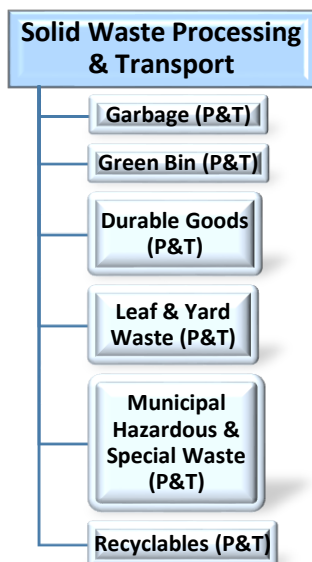 Solid Waste Processing
& Transport
Garbage (P&T)
Green Bin (P&T)
Durable Goods
(P&T)
Leaf & Yard
Waste (P&T)
Municipal
Hazardous &
Special Waste
(P&T)
Recyclables (P&T)